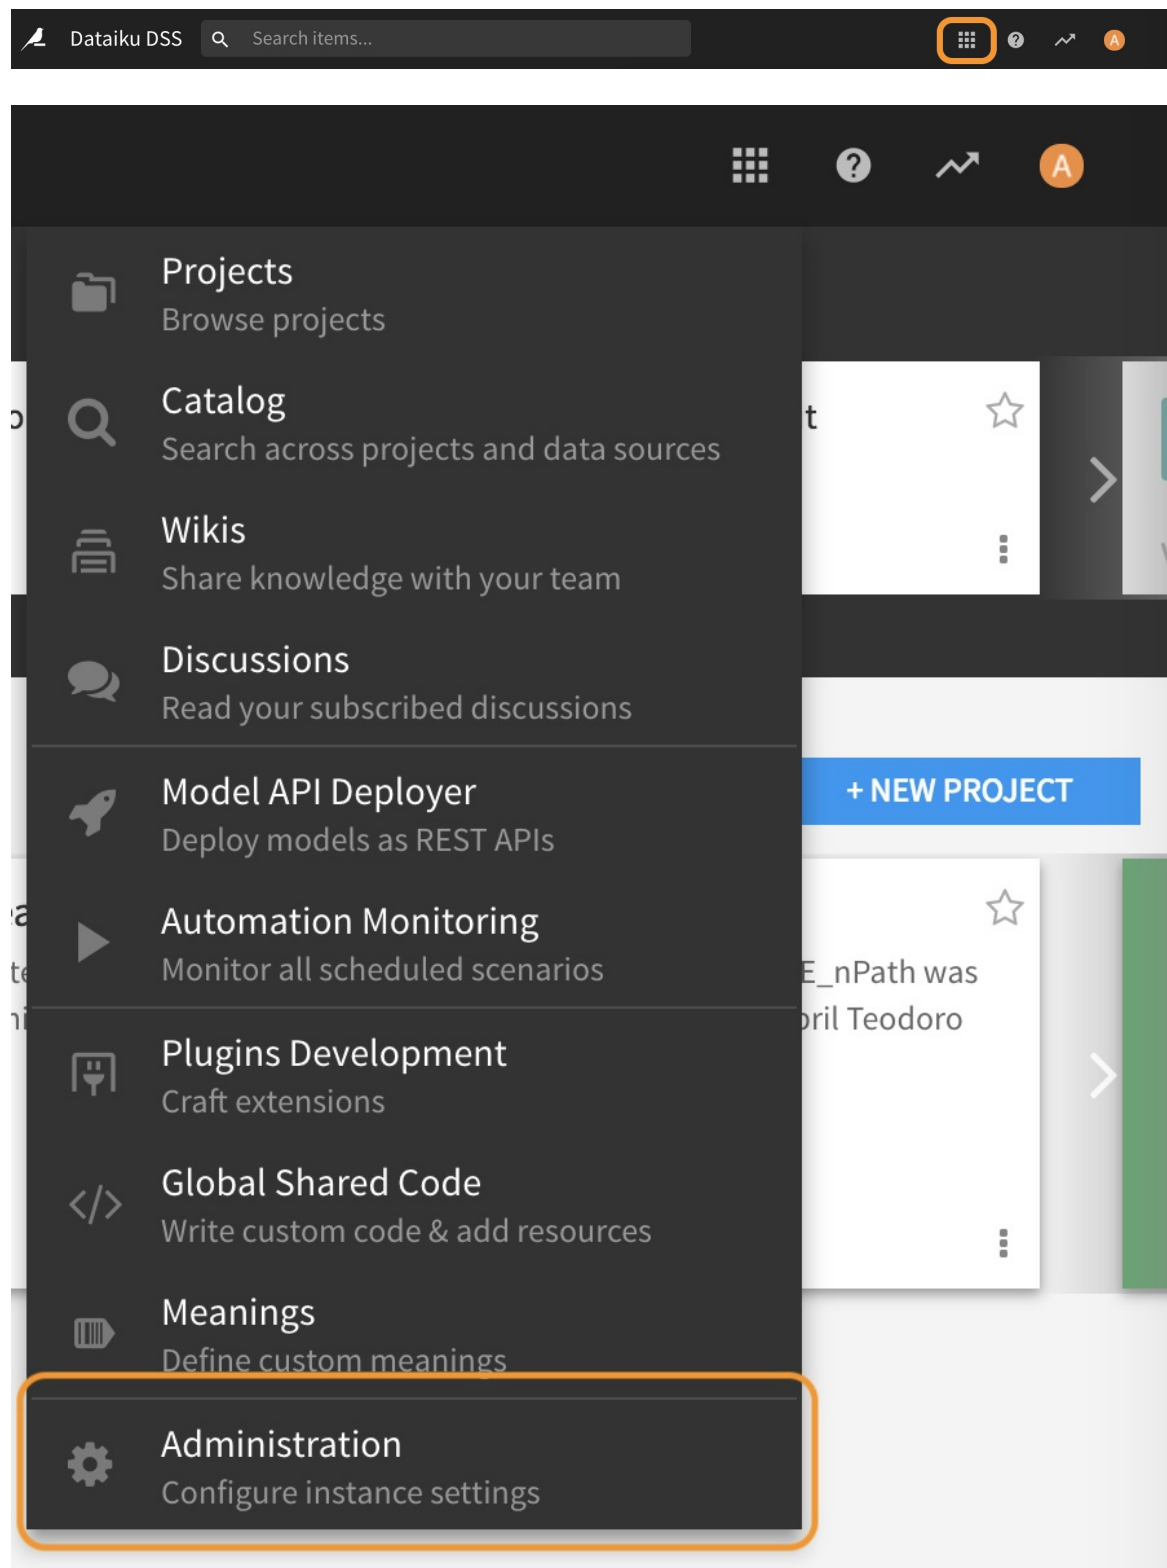 Dataiku DSS
Search items...
A
A
Projects
Browse projects
Catalog
Search across projects and data sources
t
Wikis
Share knowledge with your team
Discussions
Read your subscribed discussions
Model API Deployer
Deploy models as REST APIs
+ NEW PROJECT
Automation Monitoring
Monitor all scheduled scenarios
E_nPath was
pril Teodoro
Plugins Development
Craft extensions
Global Shared Code
Write custom code & add resources
Meanings
Define custom meanings
Administration
Configure instance settings